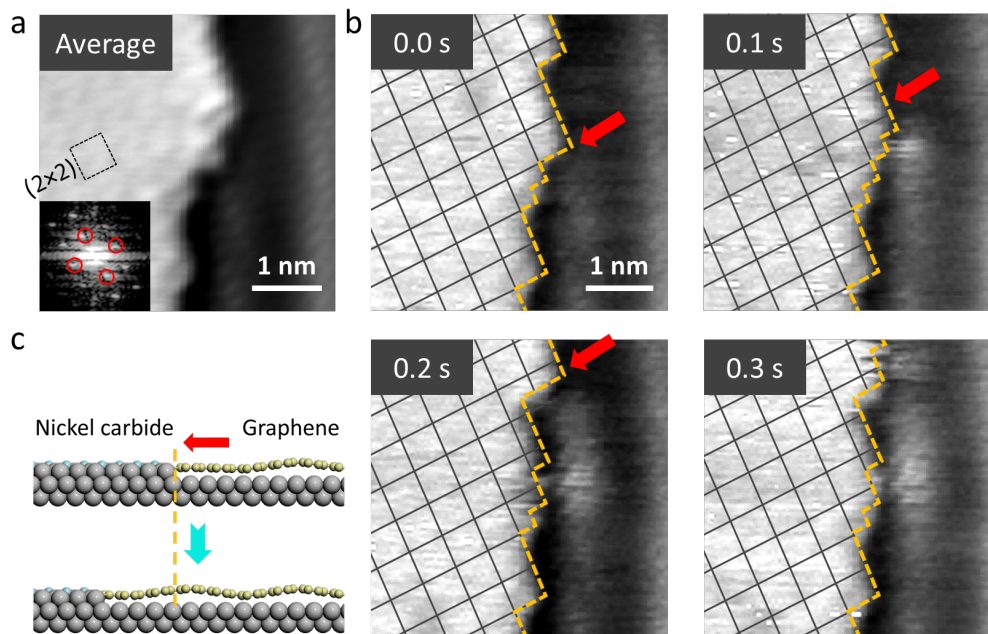 a
Average
(2×2)
1 nm
b
0.0 s
1 nm
0.1 s
0.2 s
0.3 s
c
Nickel carbide
Graphene